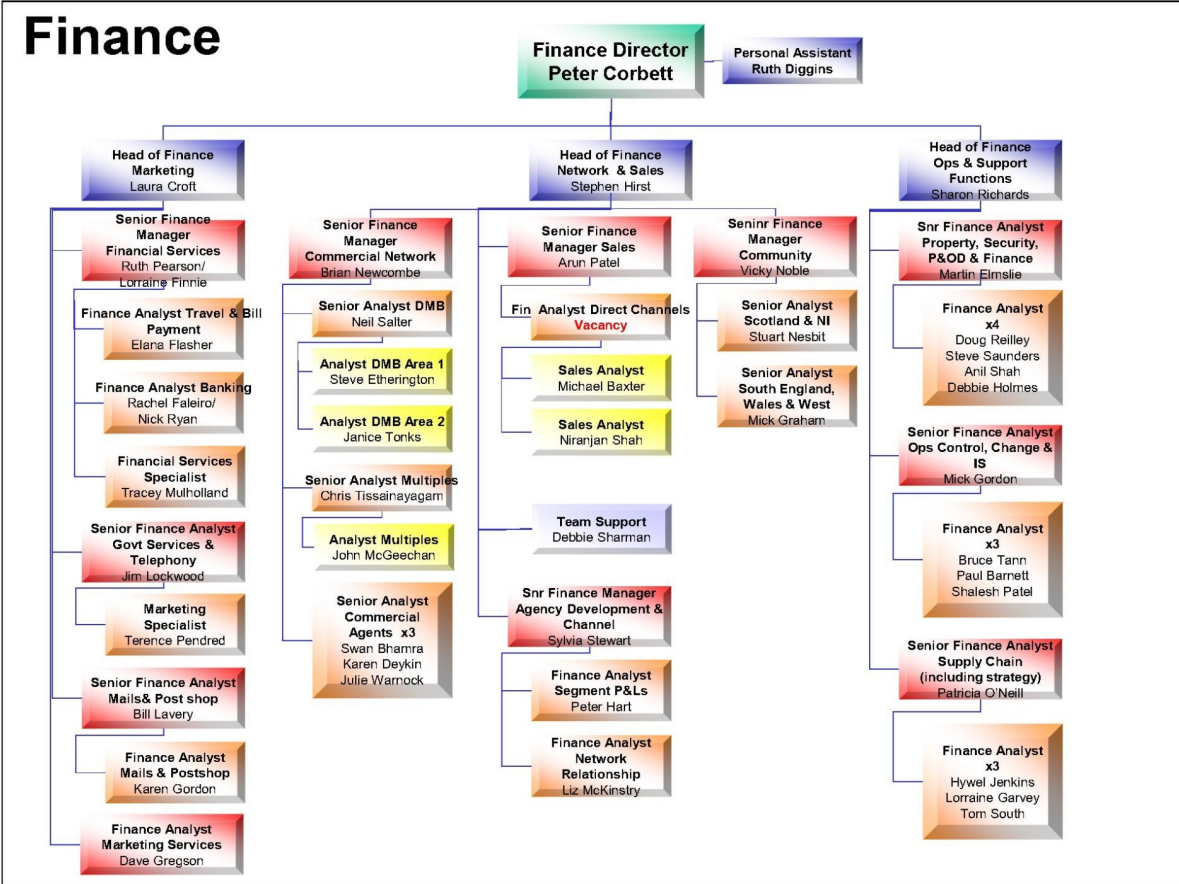 Finance
Finance Director
Peter Corbett
Personal Assistant
Ruth Diggins
Head of Finance
Marketing
Laura Croft
Head of Finance
Network & Sales
Stephen Hirst
Head of Finance
Ops & Support
Functions
Sharon Richards
Senior Finance
Manager
Financial Services
Ruth Pearson/
Lorraine Finnie
Finance Analyst Travel & Bill
Payment
Elana Flasher
Finance Analyst Banking
Rachel Faleiro/
Nick Ryan
Financial Services
Specialist
Tracey Mulholland
Senior Finance Analyst
Govt Services &
Telephony
Jim Lockwood
Marketing
Specialist
Terence Pendred
Senior Finance Analyst
Mails& Post shop
Bill Lavery
Finance Analyst
Mails & Postshop
Karen Gordon
Finance Analyst
Marketing Services
Dave Gregson
Senior Finance
Manager
Commercial Network
Brian Newcombe
Senior Analyst DMB
Neil Salter
Analyst DMB Area 1
Steve Etherington
Analyst DMB Area 2
Janice Tonks
Senior Analyst Multiples
Chris Tissainayagam
Analyst Multiples
John McGeechan
Senior Analyst
Commercial
Agents x3
Swan Bhamra
Karen Deykin
Julie Warnock
Senior Finance
Manager Sales
Arun Patel
Fin Analyst Direct Channels
Vacancy
Sales Analyst
Michael Baxter
Sales Analyst
Niranjan Shah
Team Support
Debbie Sharman
Snr Finance Manager
Agency Development &
Channel
Sylvia Stewart
Finance Analyst
Segment P&Ls
Peter Hart
Finance Analyst
Network
Relationship
Liz McKinstry
Seninr Finance
Manager
Community
Vicky Noble
Senior Analyst
Scotland & NI
Stuart Nesbit
Senior Analyst
South England,
Wales & West
Mick Graham
Snr Finance Analyst
Property, Security,
P&OD & Finance
Martin Elmslie
Finance Analyst
x4
Doug Reilley
Steve Saunders
Anil Shah
Debbie Holmes
Senior Finance Analyst
Ops Control, Change &
IS
Mick Gordon
Finance Analyst
x3
Bruce Tann
Paul Barnett
Shalesh Patel
Senior Finance Analyst
Supply Chain
(including strategy)
Patricia O'Neill
Finance Analyst
x3
Hywel Jenkins
Lorraine Garvey
Tom South